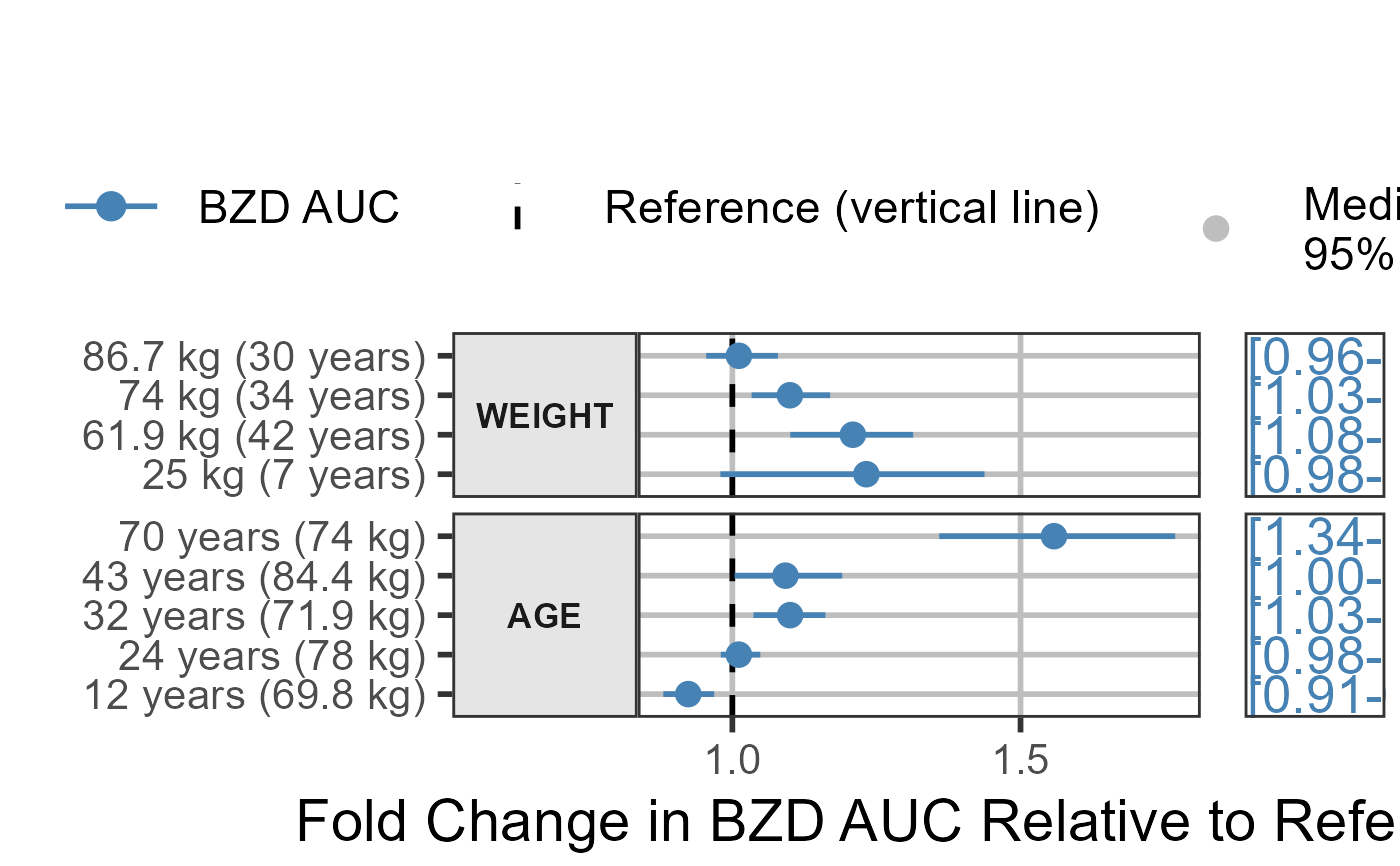 BZD AUC
Reference (vertical line)
Medi
95%
86.7 kg (30 years)
74 kg (34 years)
61.9 kg (42 years)
25 kg (7 years)
WEIGHT
[0.96-
[1.03-
[1.08-
[0.98-
70 years (74 kg)
43 years (84.4 kg)
32 years (71.9 kg)
24 years (78 kg)
12 years (69.8 kg)
AGE
[1.34-
[1.00-
[1.03-
[0.98-
[0.91-
1.0
1.5
Fold Change in BZD AUC Relative to Refe